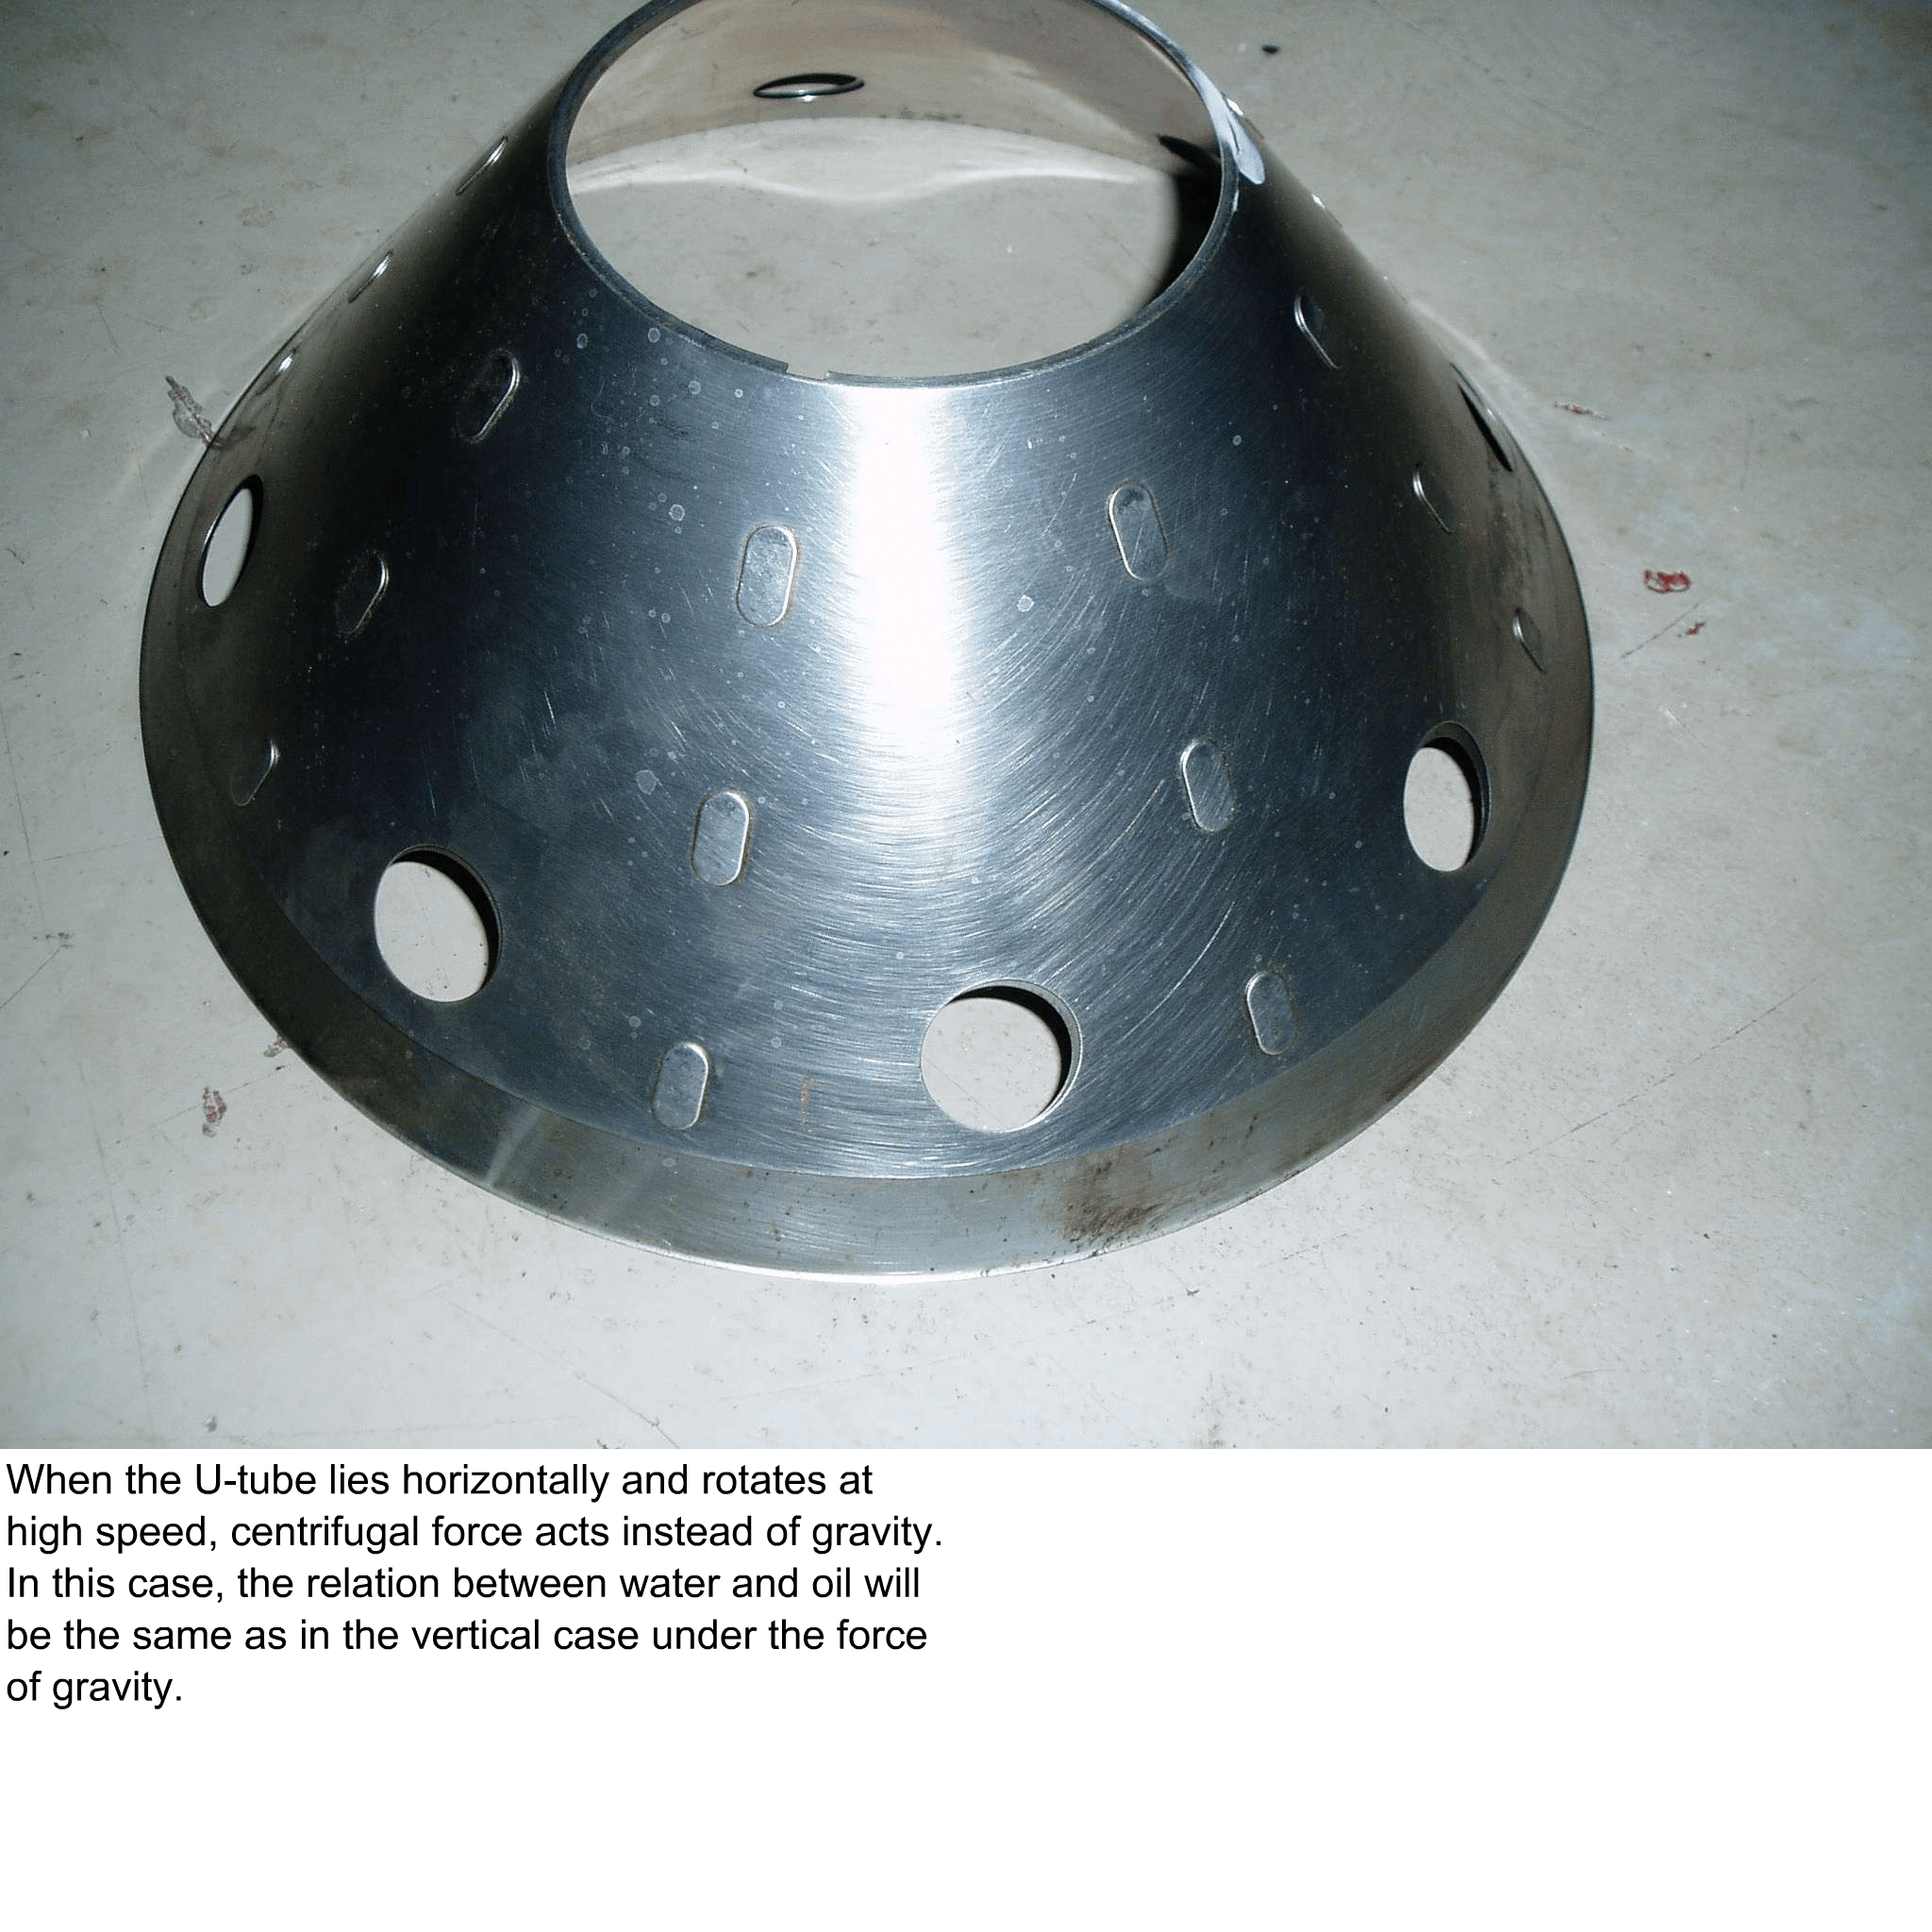 When the U-tube lies horizontally and rotates at
high speed, centrifugal force acts instead of gravity.
In this case, the relation between water and oil will
be the same as in the vertical case under the force
of gravity.